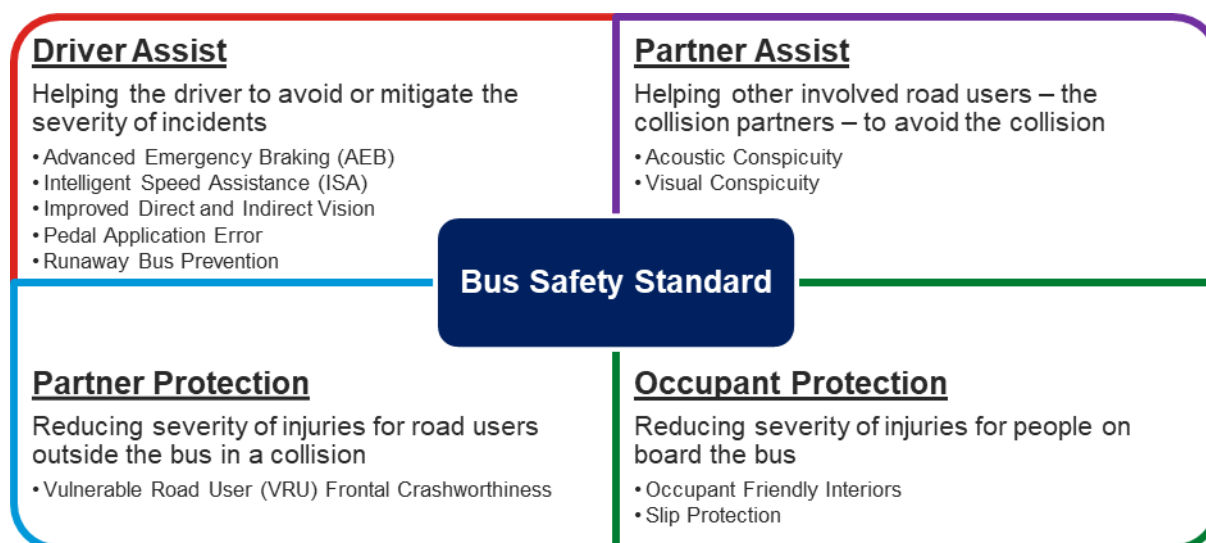 Driver Assist
Helping the driver to avoid or mitigate the
severity of incidents
• Advanced Emergency Braking (AEB)
• Intelligent Speed Assistance (ISA)
• Improved Direct and Indirect Vision
• Pedal Application Error
• Runaway Bus Prevention
Partner Assist
Helping other involved road users – the
collision partners – to avoid the collision
• Acoustic Conspicuity
• Visual Conspicuity
Bus Safety Standard
Partner Protection
Reducing severity of injuries for road users
outside the bus in a collision
• Vulnerable Road User (VRU) Frontal Crashworthiness
Occupant Protection
Reducing severity of injuries for people on
board the bus
• Occupant Friendly Interiors
• Slip Protection